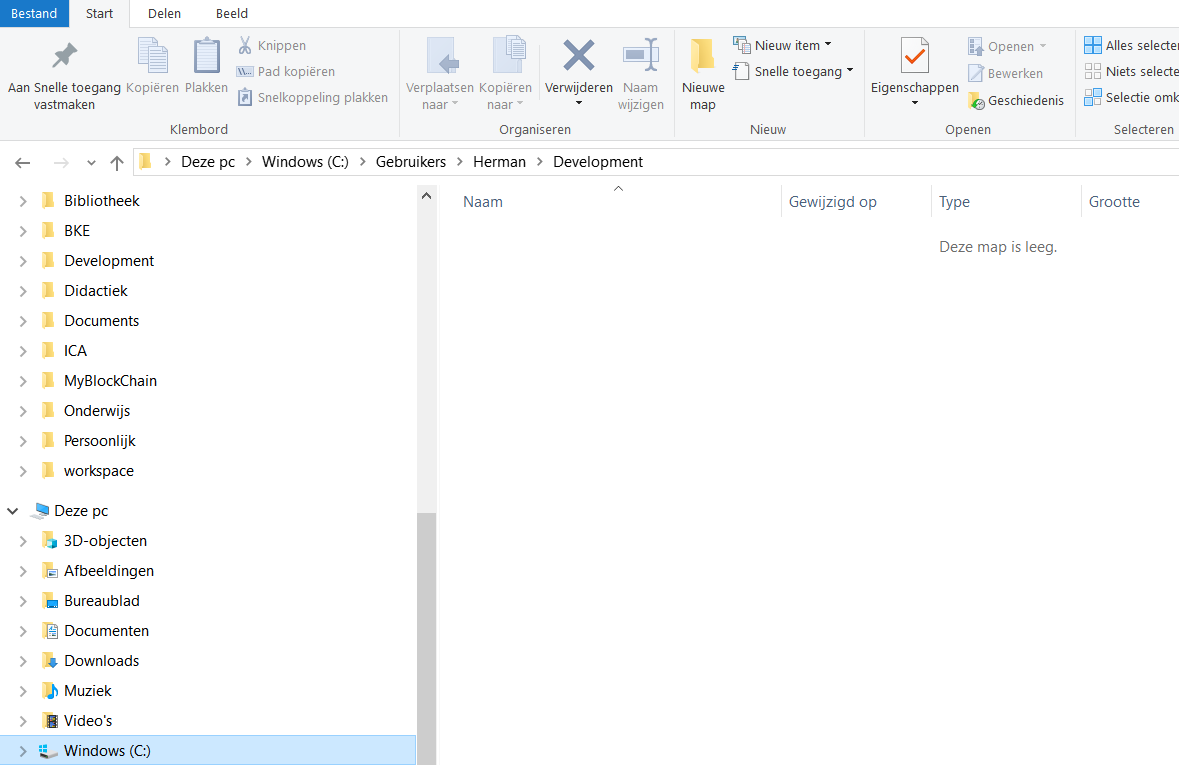 Bestand Start Delen Beeld
Aan Snelle toegang vastmaken
Kopiëren
Plakken
Knippen
Pad kopiëren
Snelkoppeling plakken
Klembord
Verplaatsen naar
Kopiëren naar
Verwijderen
Naam wijzigen
Organiseren
Nieuwe map
Nieuw item
Snelle toegang
Nieuw
Eigenschappen
Openen
Bewerken
Geschiedenis
Openen
Alles selecte
Niets selecte
Selectie omk
Selecteren
Deze pc Windows (C:) Gebruikers Herman Development
Bibliotheek
BKE
Development
Didactiek
Documents
ICA
MyBlockChain
Onderwijs
Persoonlijk
workspace
Deze pc
3D-objecten
Afbeeldingen
Bureaublad
Documenten
Downloads
Muziek
Video's
Windows (C:)
Naam Gewijzigd op Type Grootte
Deze map is leeg.